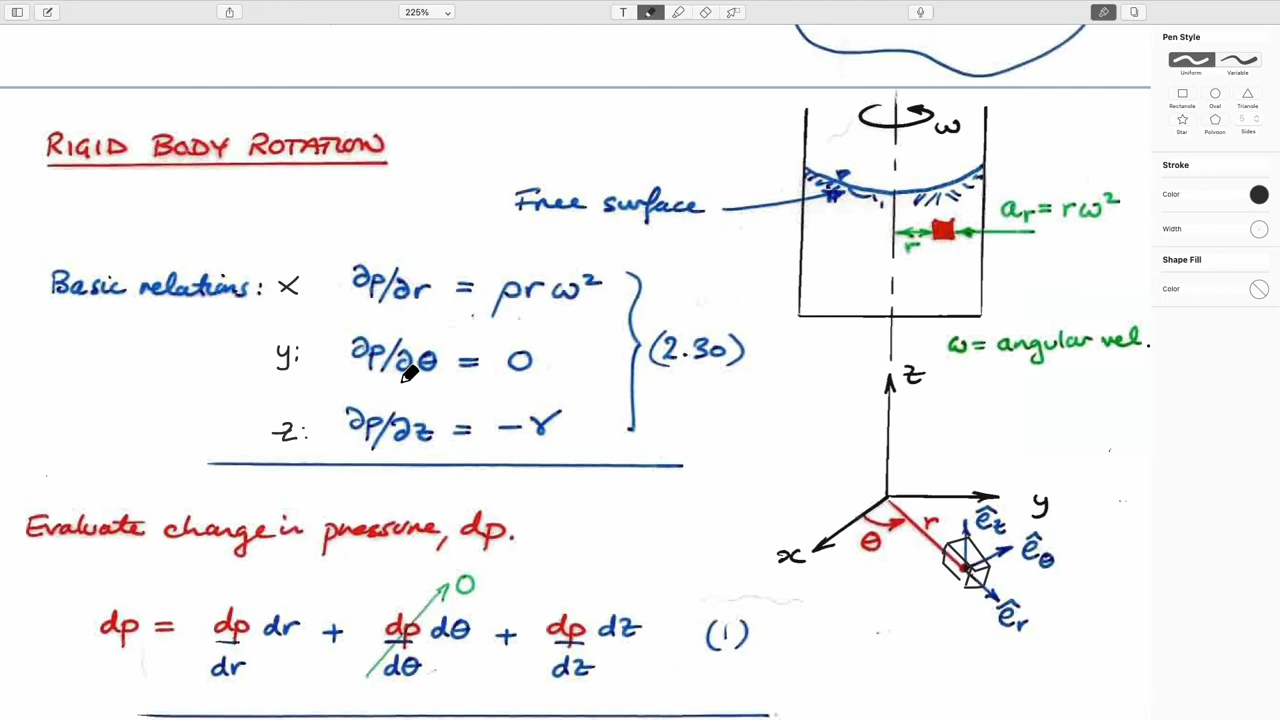 225%
T
Pen Style
Uniform Variable
Rectangle Oval Triangle
Star Polygon 5 Sides
Stroke
Color
Width
Shape Fill
Color
RIGID BODY ROTATION
ω
Free surface
r
a_r = rω²
Basic relations: x ∂p/∂r = ρrω²
y: ∂p/∂θ = 0
(2.30)
z: ∂p/∂z = -γ
ω = angular vel.
z
y
x
θ
r
ê_z
ê_θ
ê_r
Evaluate change in pressure, dp.
0
dp = dp/dr dr + dp/dθ dθ + dp/dz dz (1)